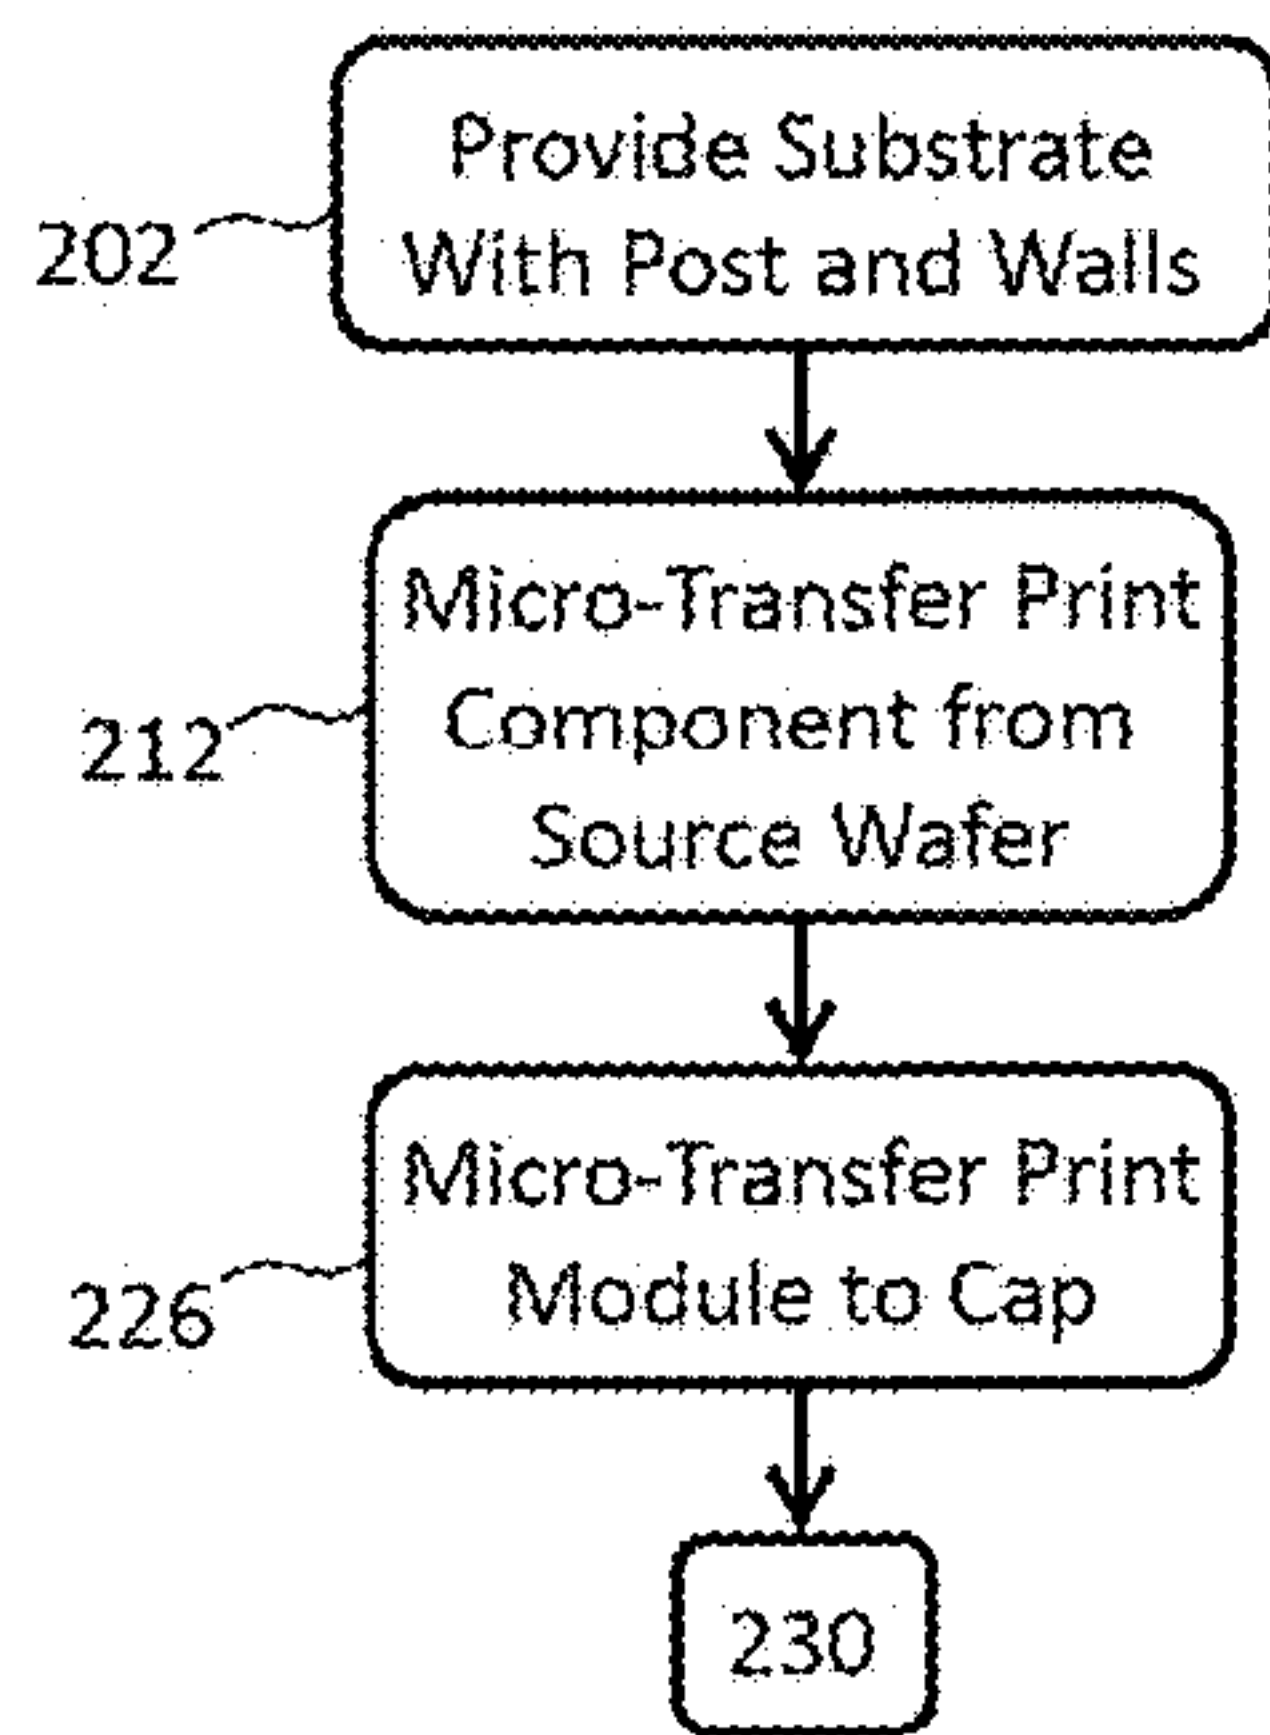 Provide Substrate
With Post and Walls
202
Micro-Transfer Print
Component from
Source Wafer
212
Micro-Transfer Print
Module to Cap
226
230